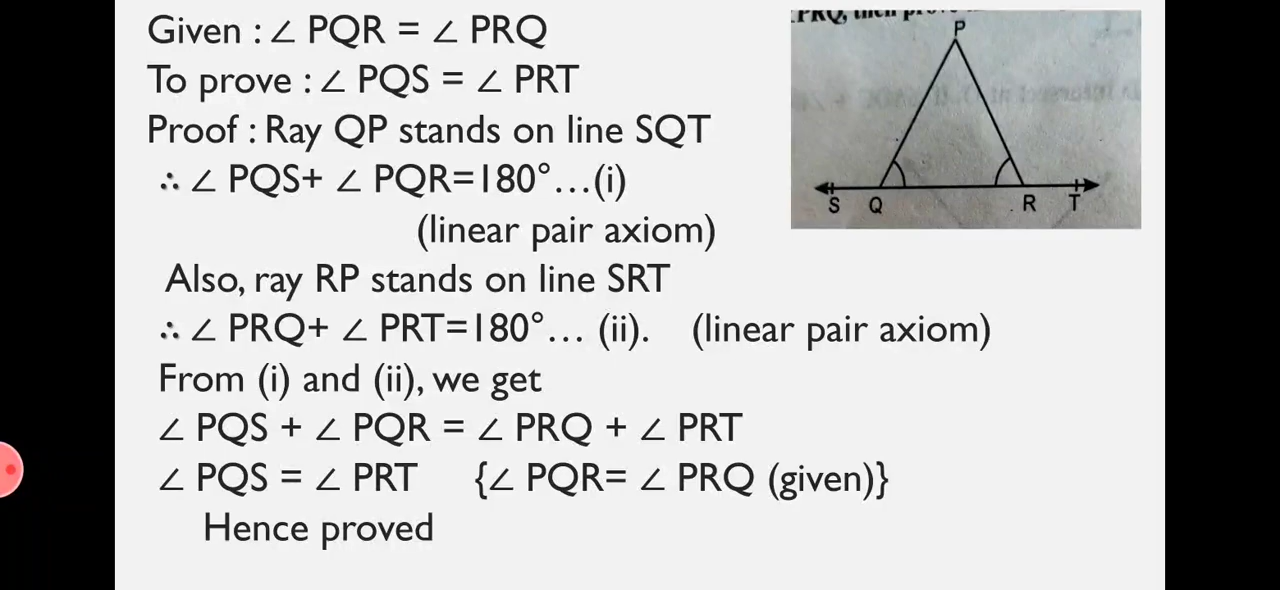 Given : ∠ PQR = ∠ PRQ
To prove : ∠ PQS = ∠ PRT
Proof : Ray QP stands on line SQT
∴ ∠ PQS+ ∠ PQR=180°...(i)
(linear pair axiom)
Also, ray RP stands on line SRT
∴ ∠ PRQ+ ∠ PRT=180°... (ii). (linear pair axiom)
From (i) and (ii), we get
∠ PQS + ∠ PQR = ∠ PRQ + ∠ PRT
∠ PQS = ∠ PRT {∠ PQR= ∠ PRQ (given)}
Hence proved
PRQ, then
P
S Q R T